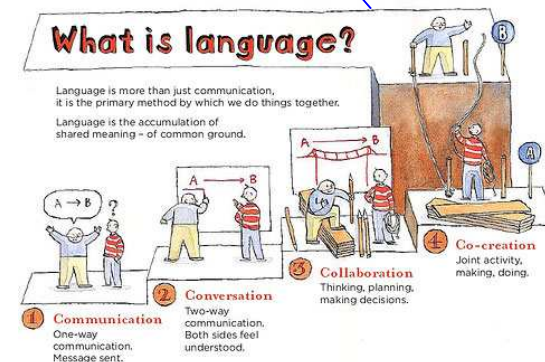 What is language?
Language is more than just communication,
it is the primary method by which we do things together.
Language is the accumulation of
shared meaning – of common ground.
A → B
?
1 Communication
One-way
communication.
Message sent.
A → B
2 Conversation
Two-way
communication.
Both sides feel
understood.
A → B
3 Collaboration
Thinking, planning,
making decisions.
B
A
4 Co-creation
Joint activity,
making, doing.